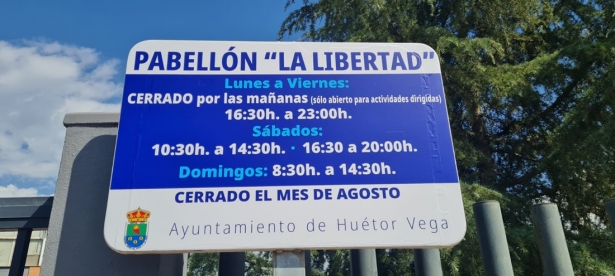 PABELLÓN “LA LIBERTAD”
Lunes a Viernes:
CERRADO por las mañanas (sólo abierto para actividades dirigidas)
16:30h. a 23:00h.
Sábados:
10:30h. a 14:30h. · 16:30 a 20:00h.
Domingos: 8:30h. a 14:30h.
CERRADO EL MES DE AGOSTO
Ayuntamiento de Huétor Vega